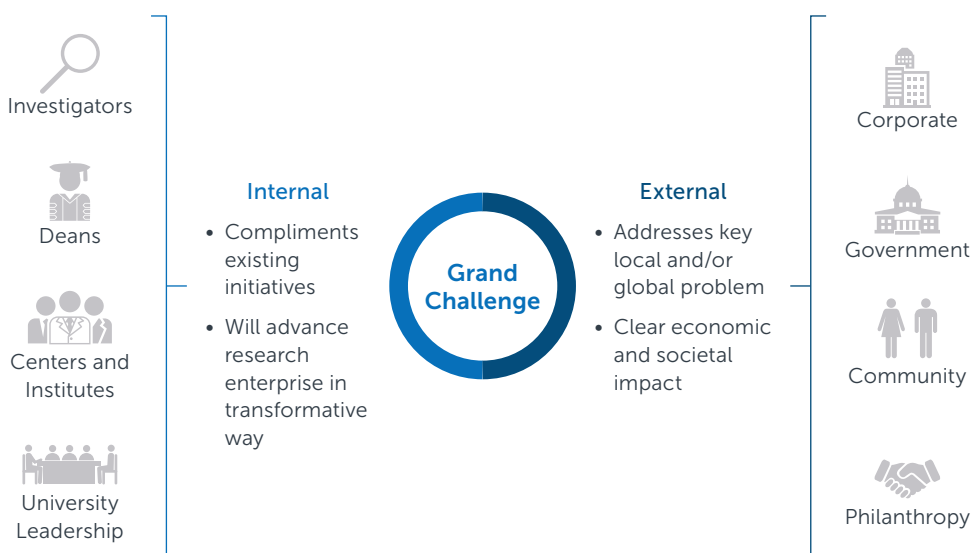 Investigators
Deans
Centers and
Institutes
University
Leadership
Internal
• Compliments
existing
initiatives
• Will advance
research
enterprise in
transformative
way
Grand
Challenge
External
• Addresses key
local and/or
global problem
• Clear economic
and societal
impact
Corporate
Government
Community
Philanthropy